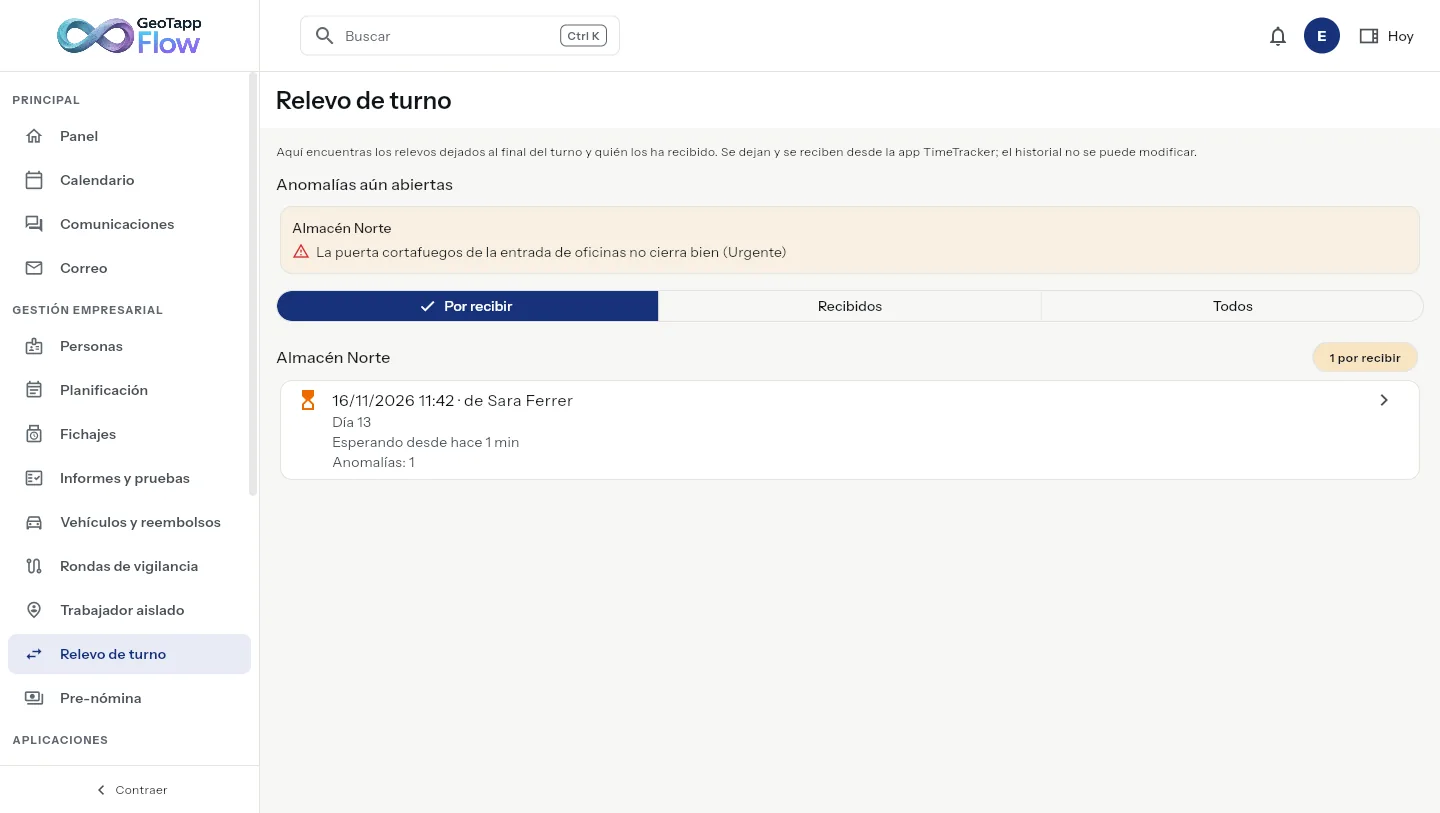 GeoTapp
Flow
Buscar
Ctrl K
E
Hoy
PRINCIPAL
Panel
Calendario
Comunicaciones
Correo
GESTIÓN EMPRESARIAL
Personas
Planificación
Fichajes
Informes y pruebas
Vehículos y reembolsos
Rondas de vigilancia
Trabajador aislado
Relevo de turno
Pre-nómina
APLICACIONES
Contraer
Relevo de turno
Aquí encuentras los relevos dejados al final del turno y quién los ha recibido. Se dejan y se reciben desde la app TimeTracker; el historial no se puede modificar.
Anomalías aún abiertas
Almacén Norte
La puerta cortafuegos de la entrada de oficinas no cierra bien (Urgente)
Por recibir
Recibidos
Todos
Almacén Norte
1 por recibir
16/11/2026 11:42 · de Sara Ferrer
Día 13
Esperando desde hace 1 min
Anomalías: 1